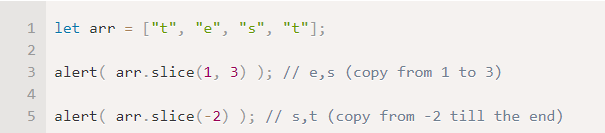 1 let arr = ["t", "e", "s", "t"];
2
3 alert( arr.slice(1, 3) ); // e,s (copy from 1 to 3)
4
5 alert( arr.slice(-2) ); // s,t (copy from -2 till the end)